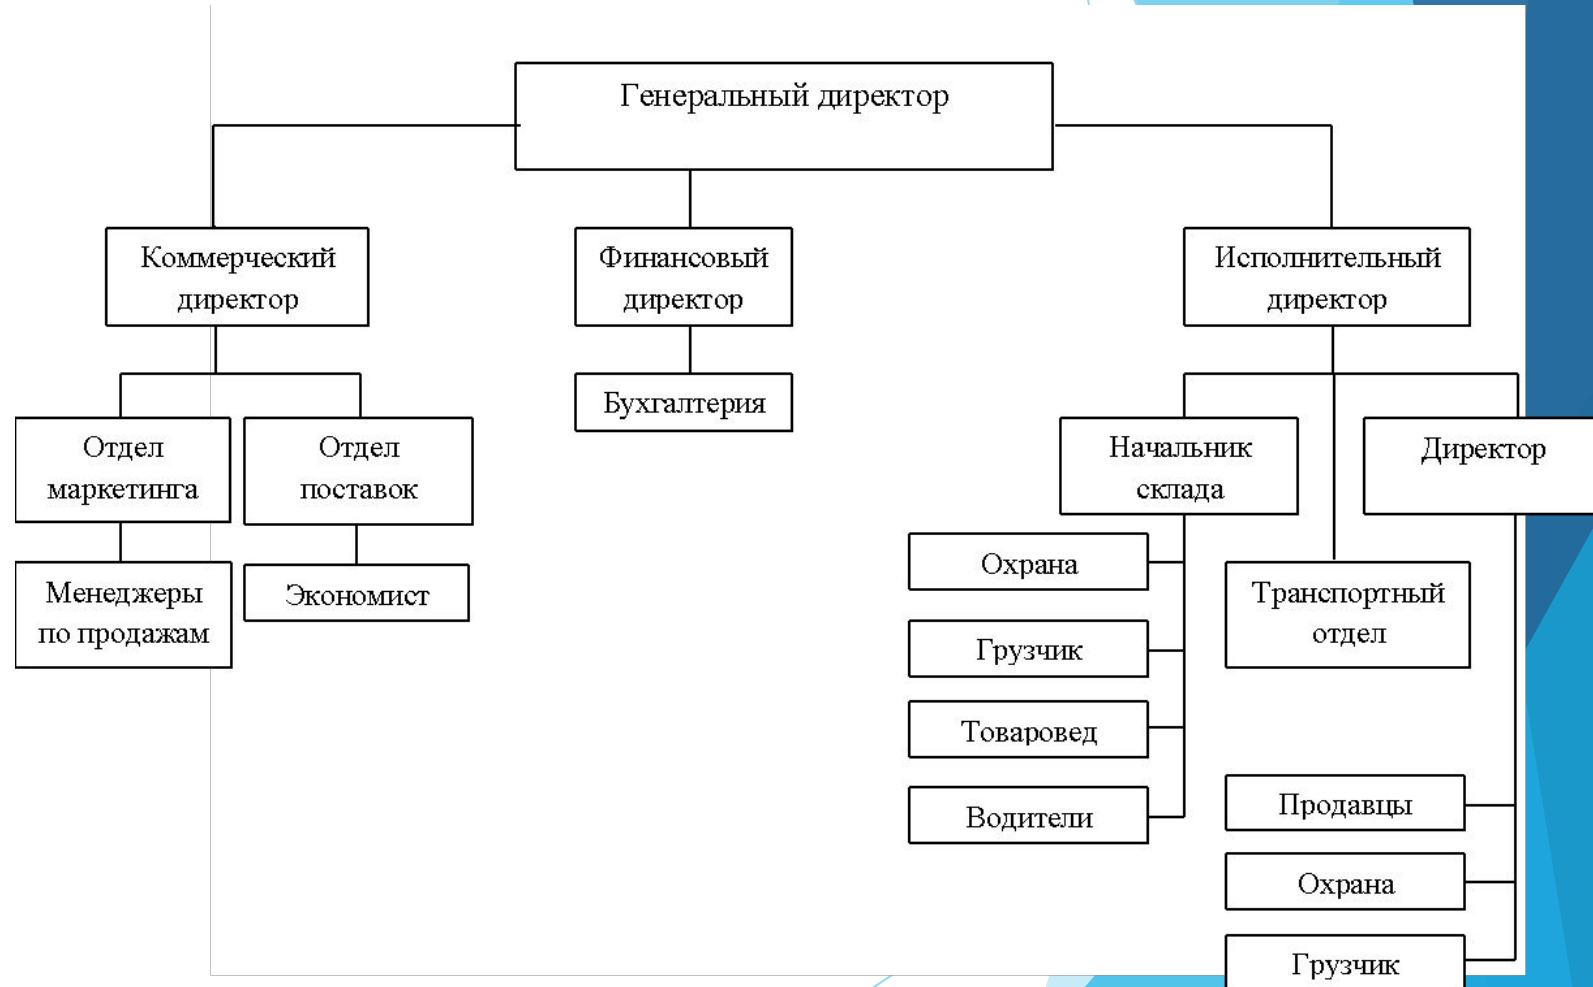 Генеральный директор
Коммерческий
директор
Финансовый
директор
Исполнительный
директор
Бухгалтерия
Отдел
маркетинга
Отдел
поставок
Начальник
склада
Директор
Менеджеры
по продажам
Экономист
Охрана
Грузчик
Товаровед
Водители
Транспортный
отдел
Продавцы
Охрана
Грузчик